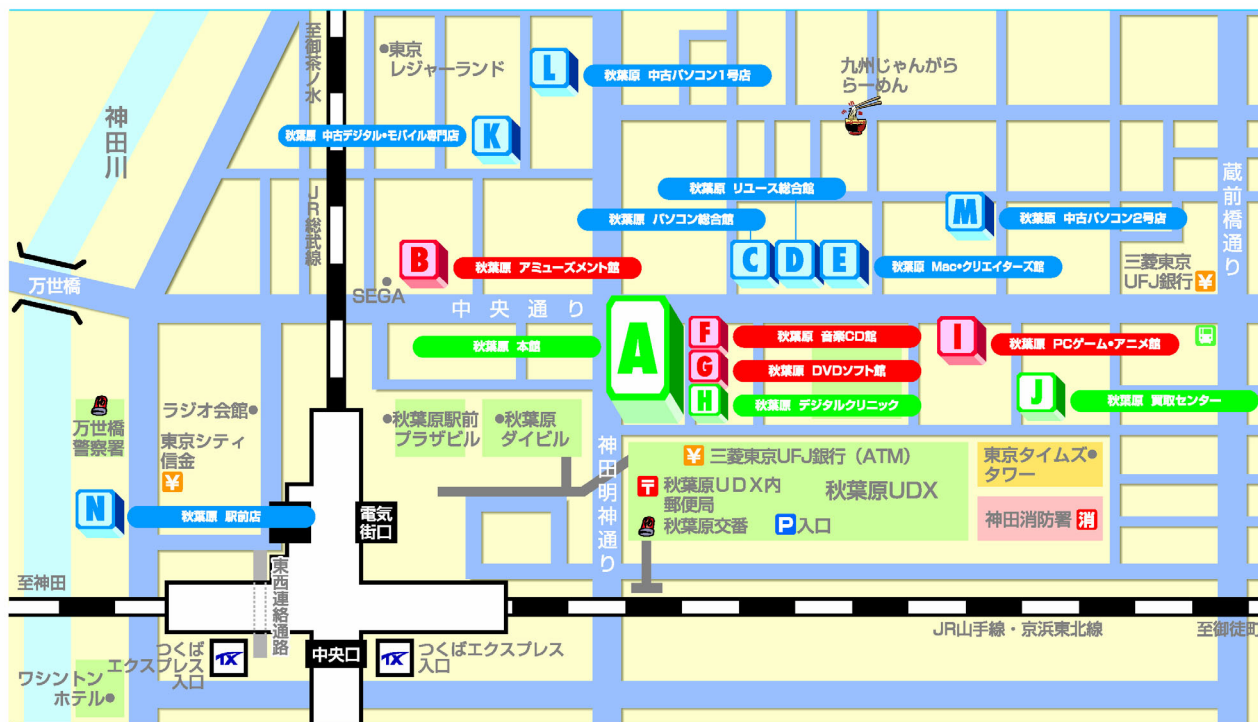 至御茶ノ水
東京
レジャーランド
L
秋葉原 中古パソコン1号店
九州じゃんがら
らーめん
神田川
秋葉原 中古デジタル・モバイル専門店
K
JR総武線
秋葉原 リユース総合館
秋葉原 パソコン総合館
M
秋葉原 中古パソコン2号店
蔵前橋通り
B
秋葉原 アミューズメント館
C
D
E
秋葉原 Mac・クリエイターズ館
三菱東京
UFJ銀行
¥
万世橋
SEGA
中央通り
A
秋葉原 本館
F
秋葉原 音楽CD館
G
秋葉原 DVDソフト館
H
秋葉原 デジタルクリニック
I
秋葉原 PCゲーム・アニメ館
J
秋葉原 買取センター
万世橋
警察署
ラジオ会館
東京シティ
信金
¥
秋葉原駅前
プラザビル
秋葉原
ダイビル
神田明神通り
¥
三菱東京UFJ銀行(ATM)
〒
秋葉原UDX内
郵便局
秋葉原UDX
秋葉原交番
P
入口
東京タイムズ
タワー
神田消防署
消
N
秋葉原 駅前店
電気
街口
至神田
東西連絡通路
JR山手線・京浜東北線
至御徒町
つくば
エクスプレス
入口
TX
中央口
TX
つくばエクスプレス
入口
ワシントン
ホテル